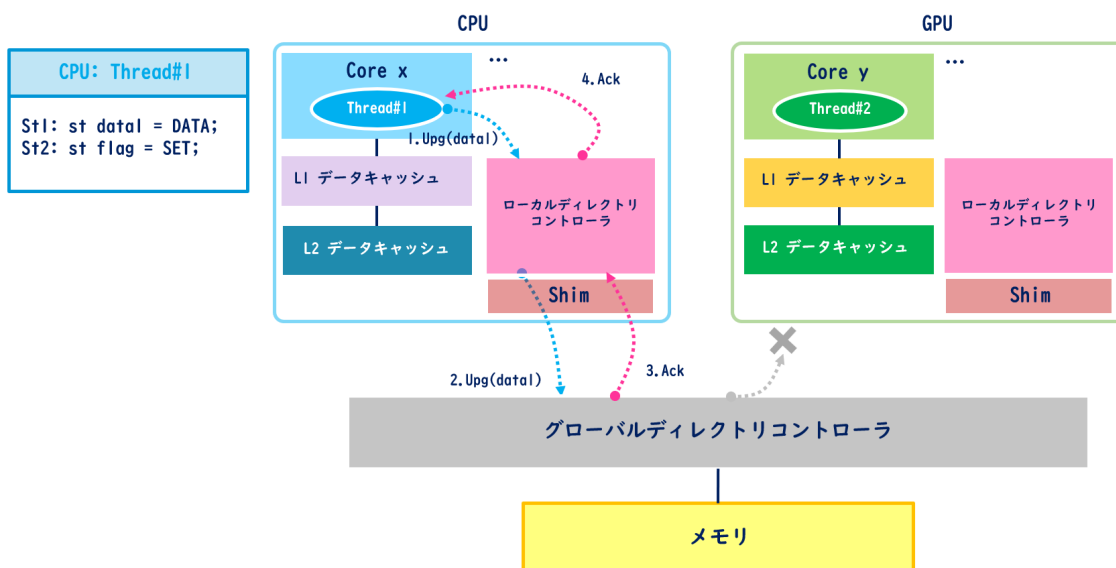 CPU
GPU
CPU: Thread#1
St1: st data1 = DATA;
St2: st flag = SET;
Core x
…
Thread#1
4.Ack
1.Upg(data1)
L1 データキャッシュ
L2 データキャッシュ
ローカルディレクトリ
コントローラ
Shim
Core y
…
Thread#2
L1 データキャッシュ
L2 データキャッシュ
ローカルディレクトリ
コントローラ
Shim
2.Upg(data1)
3.Ack
グローバルディレクトリコントローラ
メモリ